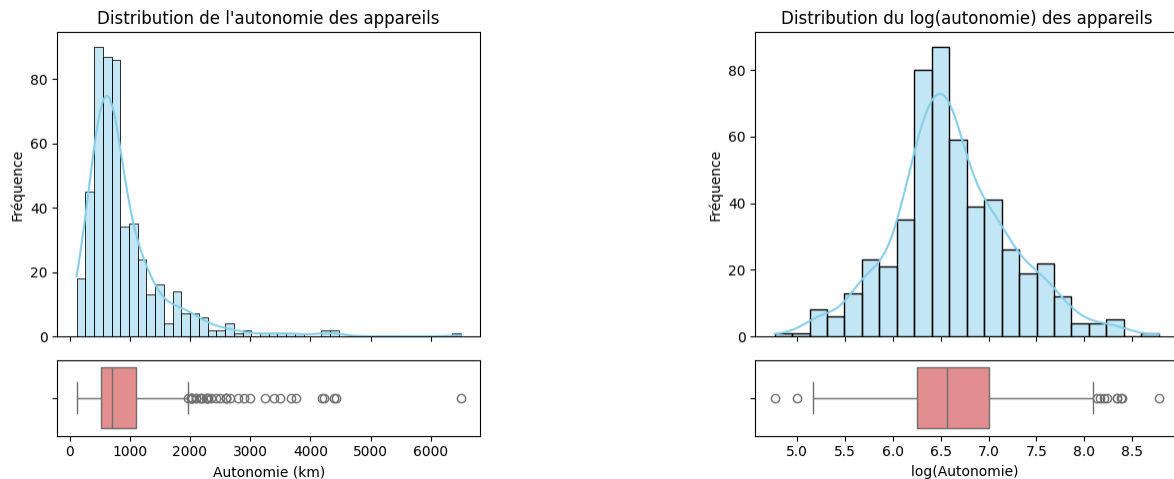 Distribution de l'autonomie des appareils
Fréquence
80
60
40
20
0
0 1000 2000 3000 4000 5000 6000
Autonomie (km)
Distribution du log(autonomie) des appareils
Fréquence
80
60
40
20
0
5.0 5.5 6.0 6.5 7.0 7.5 8.0 8.5
log(Autonomie)